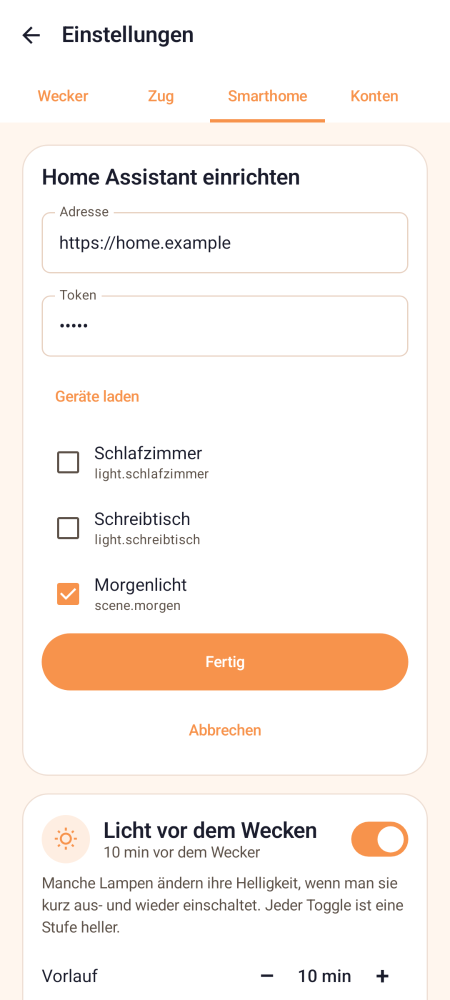 Einstellungen
Wecker Zug Smarthome Konten
Home Assistant einrichten
Adresse
https://home.example
Token
•••••
Geräte laden
Schlafzimmer
light.schlafzimmer
Schreibtisch
light.schreibtisch
Morgenlicht
scene.morgen
Fertig
Abbrechen
Licht vor dem Wecken
10 min vor dem Wecker
Manche Lampen ändern ihre Helligkeit, wenn man sie
kurz aus- und wieder einschaltet. Jeder Toggle ist eine
Stufe heller.
Vorlauf − 10 min +